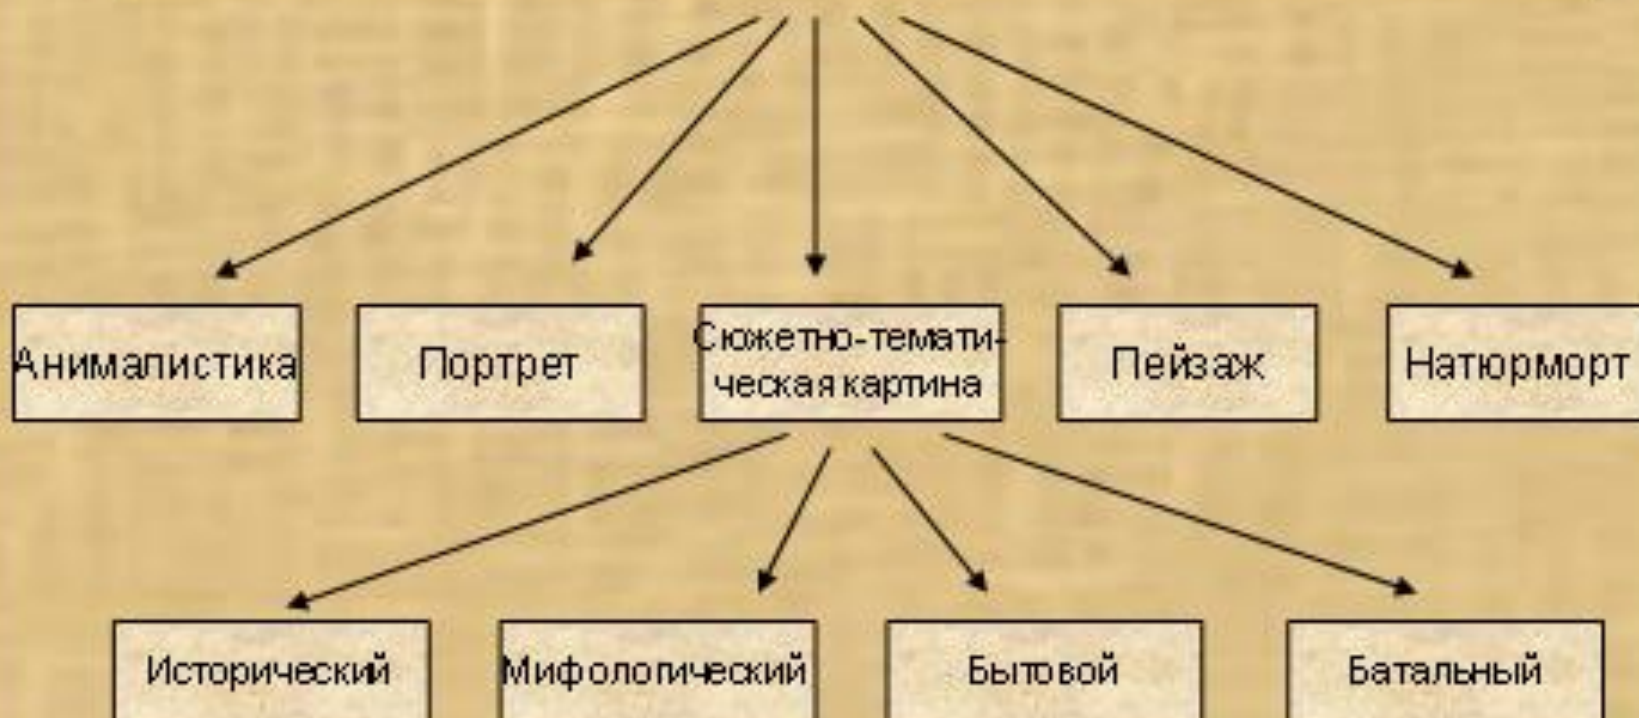 Анималистика
Портрет
Сюжетно-темати-
ческая картина
Пейзаж
Натюрморт
Исторический
Мифологический
Бытовой
Батальный